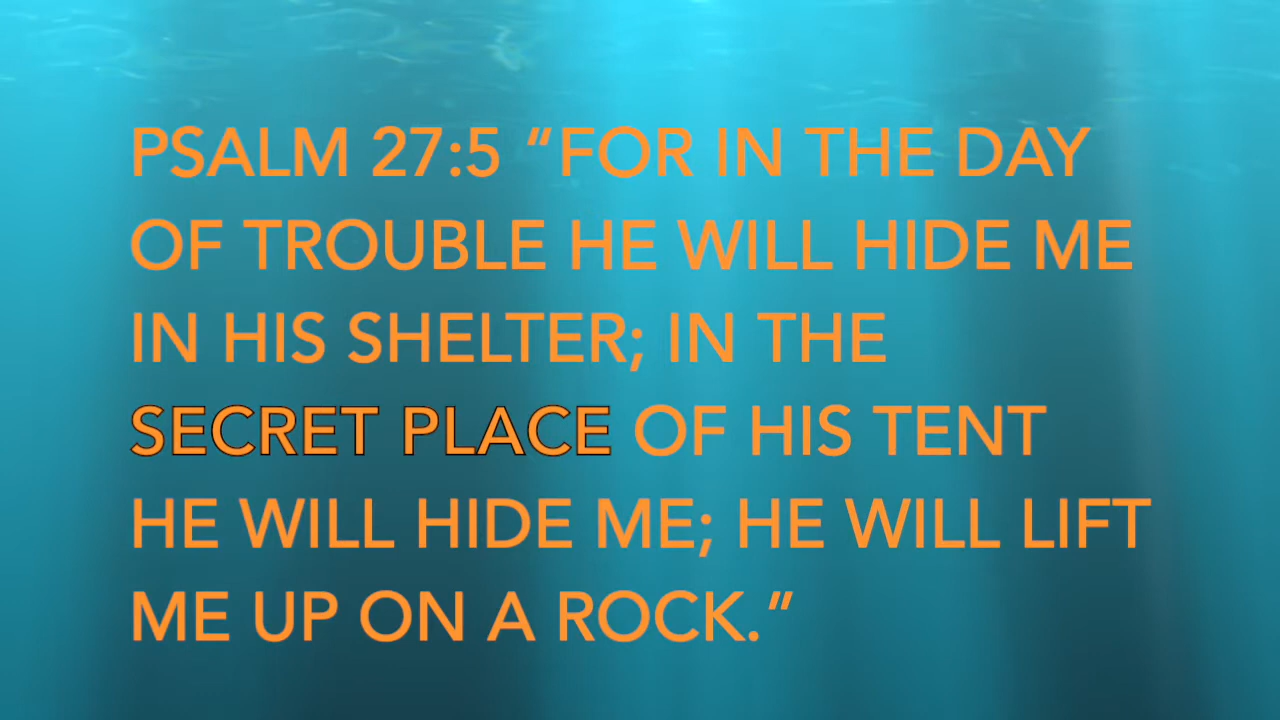 PSALM 27:5 “FOR IN THE DAY
OF TROUBLE HE WILL HIDE ME
IN HIS SHELTER; IN THE
SECRET PLACE OF HIS TENT
HE WILL HIDE ME; HE WILL LIFT
ME UP ON A ROCK.”